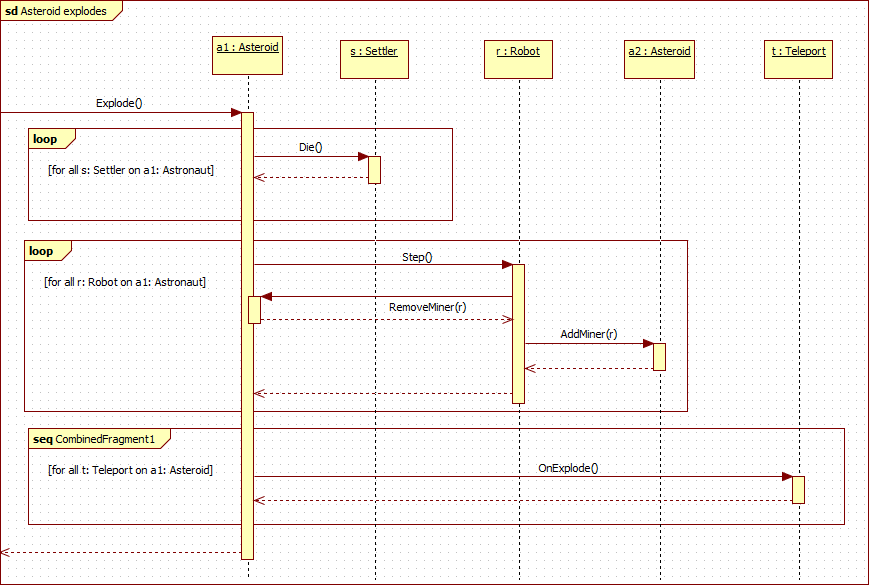 sd Asteroid explodes
a1 : Asteroid
s : Settler
r : Robot
a2 : Asteroid
t : Teleport
Explode()
loop
Die()
[for all s: Settler on a1: Astronaut]
loop
Step()
[for all r: Robot on a1: Astronaut]
RemoveMiner(r)
AddMiner(r)
seq CombinedFragment1
[for all t: Teleport on a1: Asteroid]
OnExplode()